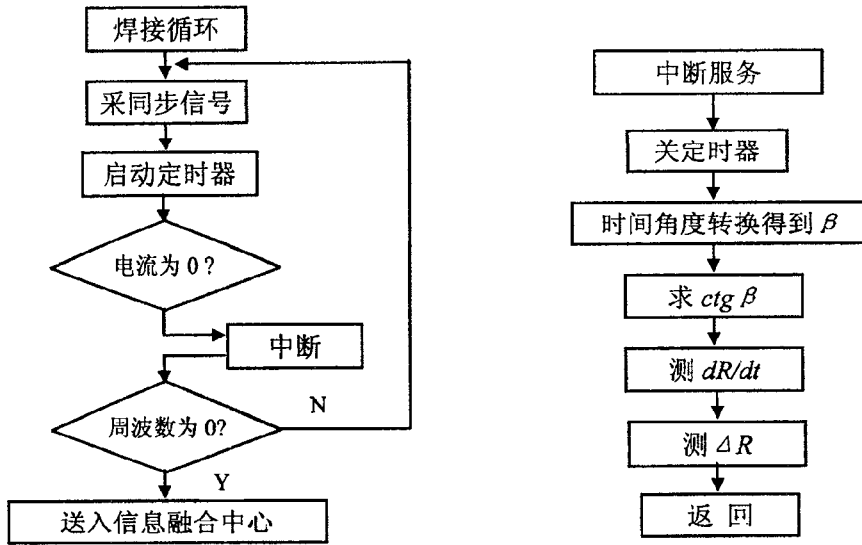 焊接循环
采同步信号
启动定时器
电流为 0?
中断
周波数为 0?
N
Y
送入信息融合中心
中断服务
关定时器
时间角度转换得到 β
求 ctg β
测 dR/dt
测 ΔR
返 回